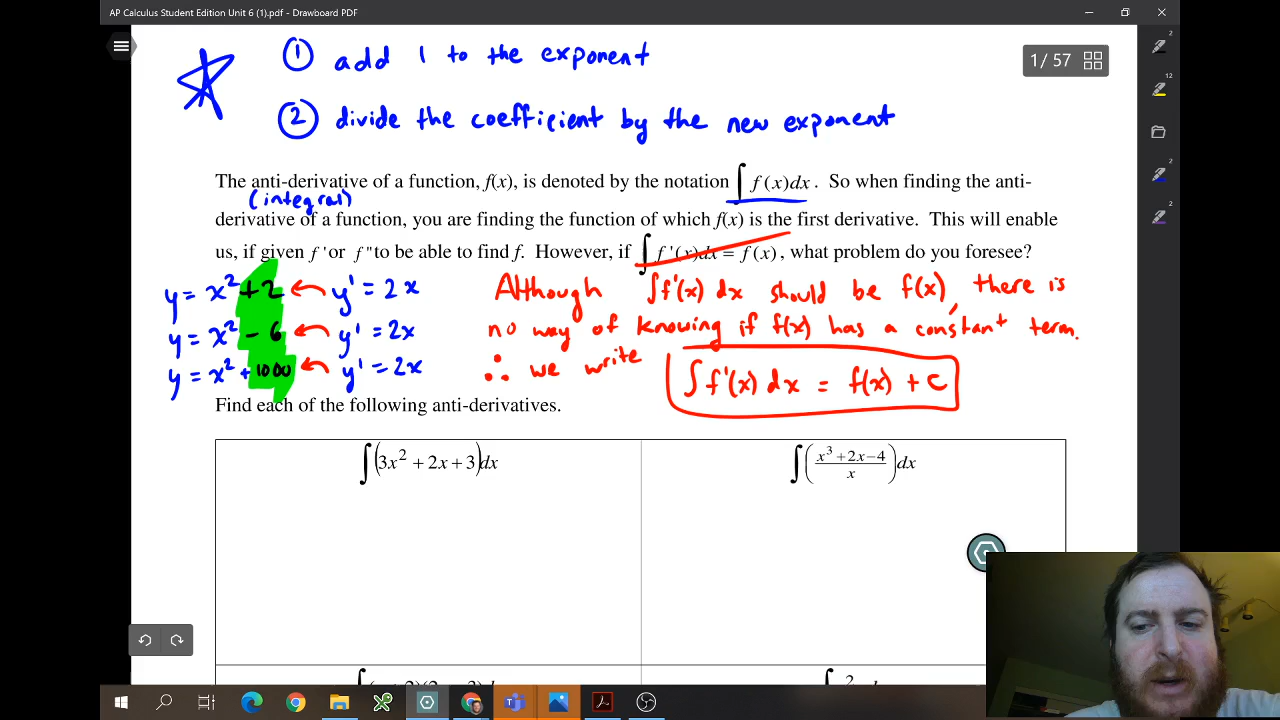 AP Calculus Student Edition Unit 6 (1).pdf - Drawboard PDF
1 / 57
① add 1 to the exponent
② divide the coefficient by the new exponent
The anti-derivative of a function, f(x), is denoted by the notation ∫ f(x)dx. So when finding the anti-
(integral)
derivative of a function, you are finding the function of which f(x) is the first derivative. This will enable
us, if given f ' or f " to be able to find f. However, if ∫ f '(x)dx = f(x), what problem do you foresee?
y = x² + 2 ← y' = 2x
y = x² - 6 ← y' = 2x
y = x² + 1000 ← y' = 2x
Although ∫f'(x) dx should be f(x), there is
no way of knowing if f(x) has a constant term.
∴ we write ∫f'(x) dx = f(x) + C
Find each of the following anti-derivatives.
∫(3x² + 2x + 3)dx
∫((x³ + 2x − 4)/x)dx
2
12
2
2